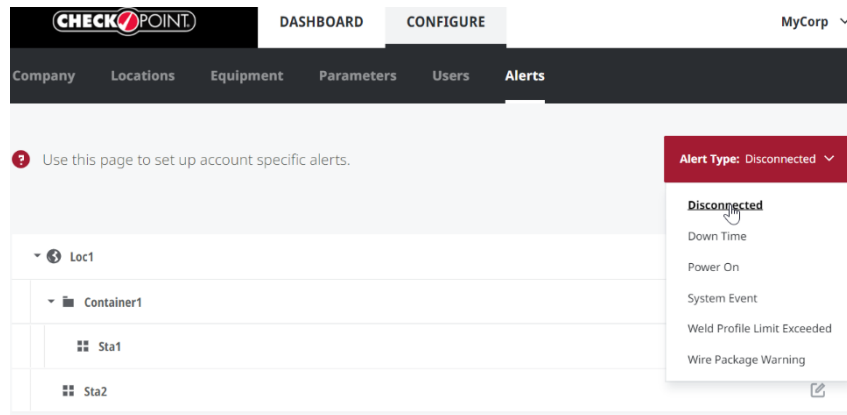 CHECKPOINT. DASHBOARD CONFIGURE MyCorp
Company Locations Equipment Parameters Users Alerts
? Use this page to set up account specific alerts.
Alert Type: Disconnected
Disconnected
Down Time
Power On
System Event
Weld Profile Limit Exceeded
Wire Package Warning
Loc1
Container1
Sta1
Sta2